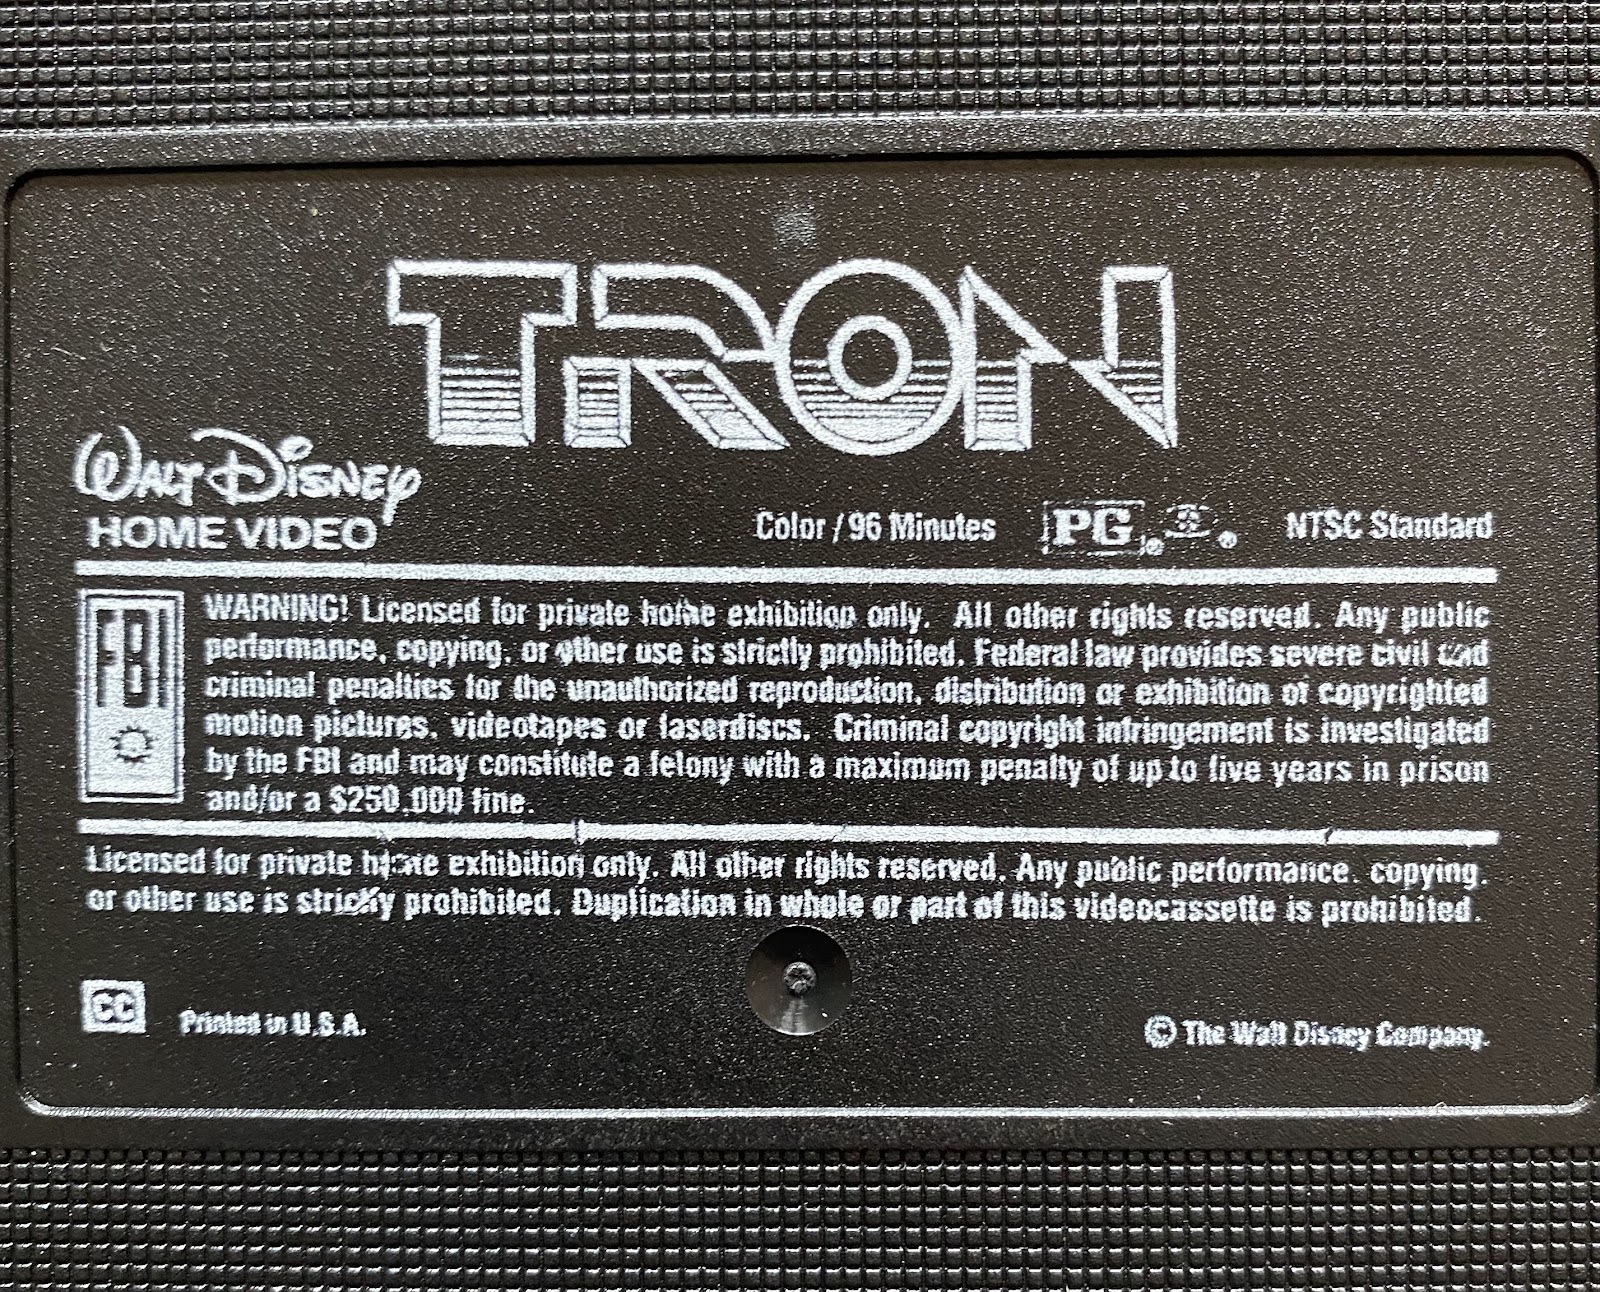 TRON
WALT DISNEY
HOME VIDEO
Color / 96 Minutes PG ® ® NTSC Standard
FBI
WARNING! Licensed for private home exhibition only. All other rights reserved. Any public
performance, copying, or other use is strictly prohibited. Federal law provides severe civil and
criminal penalties for the unauthorized reproduction, distribution or exhibition of copyrighted
motion pictures, videotapes or laserdiscs. Criminal copyright infringement is investigated
by the FBI and may constitute a felony with a maximum penalty of up to five years in prison
and/or a $250,000 fine.
Licensed for private home exhibition only. All other rights reserved. Any public performance, copying,
or other use is strictly prohibited. Duplication in whole or part of this videocassette is prohibited.
CC Printed in U.S.A.
© The Walt Disney Company.